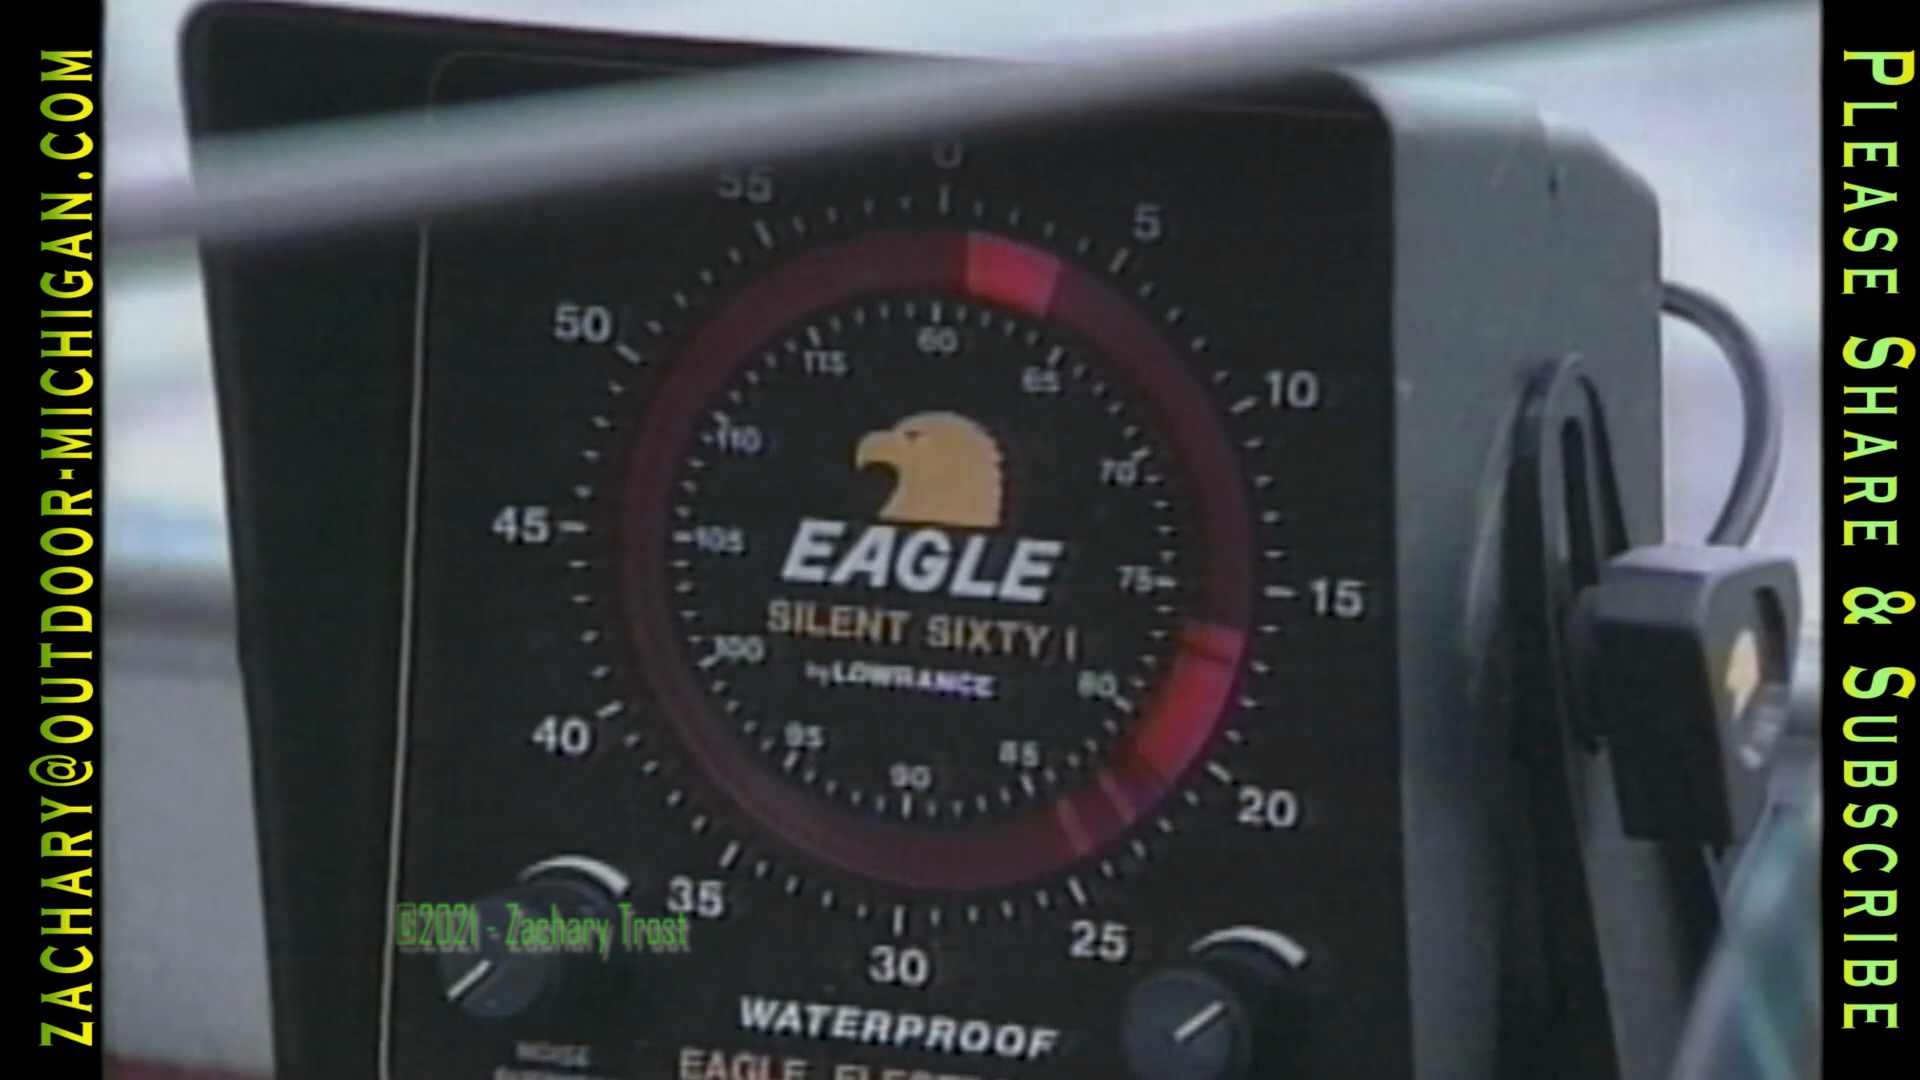 ZACHARY@OUTDOOR-MICHIGAN.COM
PLEASE SHARE & SUBSCRIBE
0
5
10
15
20
25
30
35
40
45
50
55
60
65
70
75
80
85
90
95
100
105
110
115
EAGLE
SILENT SIXTY I
by LOWRANCE
©2021 - Zachary Trost
WATERPROOF
NOISE
EAGLE